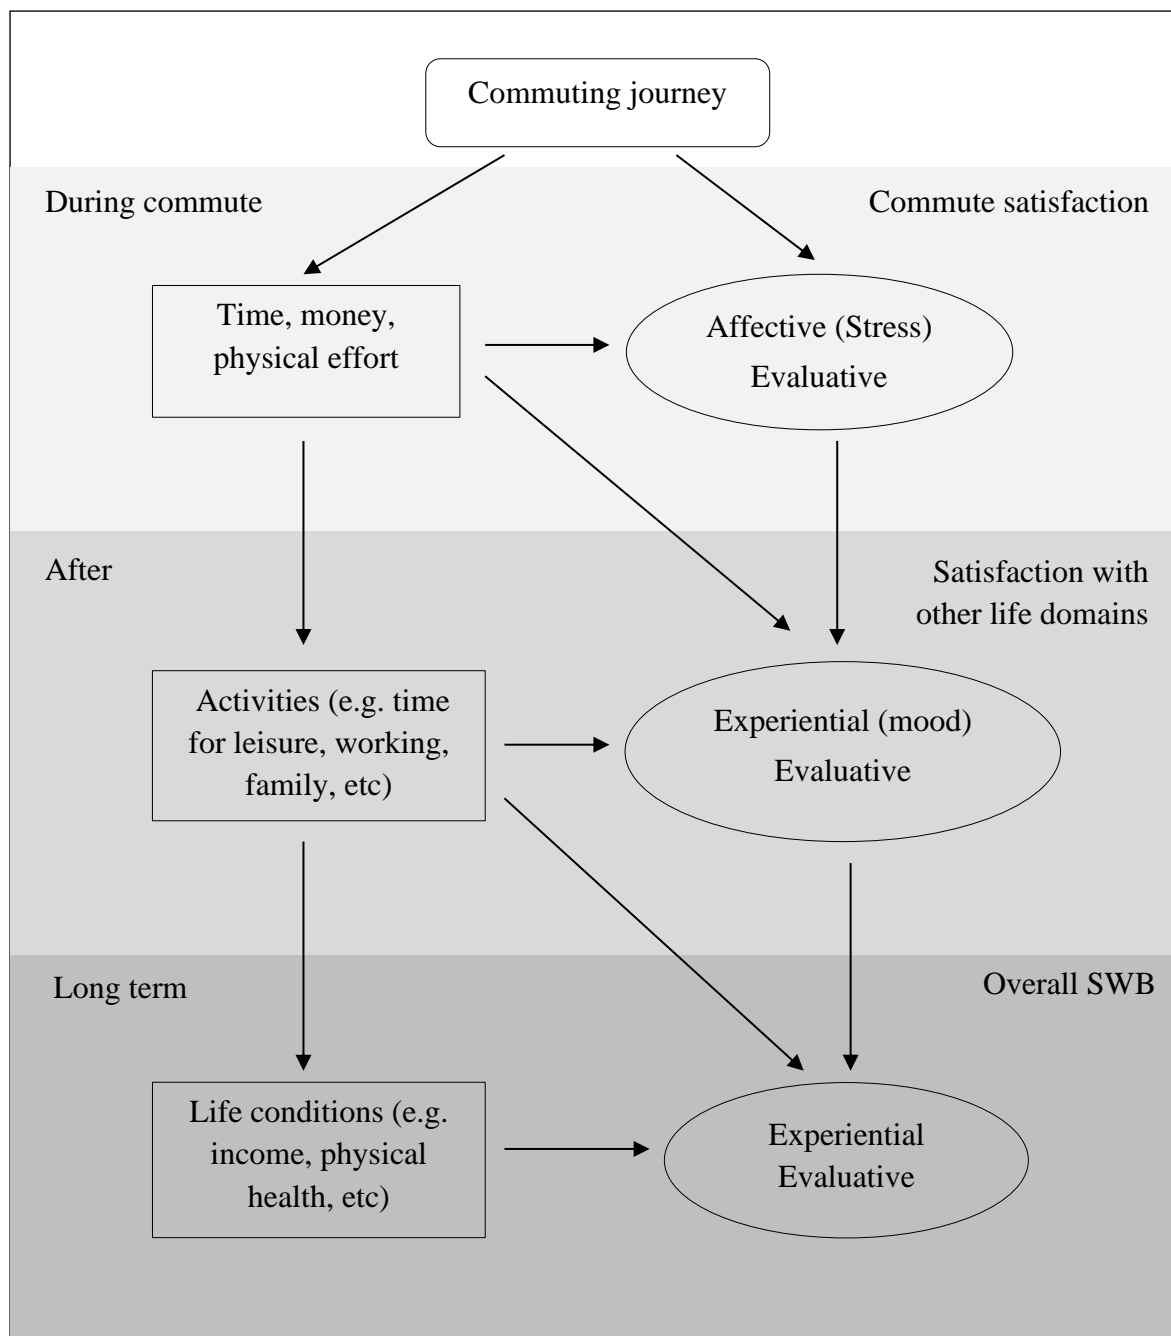 Commuting journey
During commute
Commute satisfaction
Time, money,
physical effort
Affective (Stress)
Evaluative
After
Satisfaction with
other life domains
Activities (e.g. time
for leisure, working,
family, etc)
Experiential (mood)
Evaluative
Long term
Overall SWB
Life conditions (e.g.
income, physical
health, etc)
Experiential
Evaluative